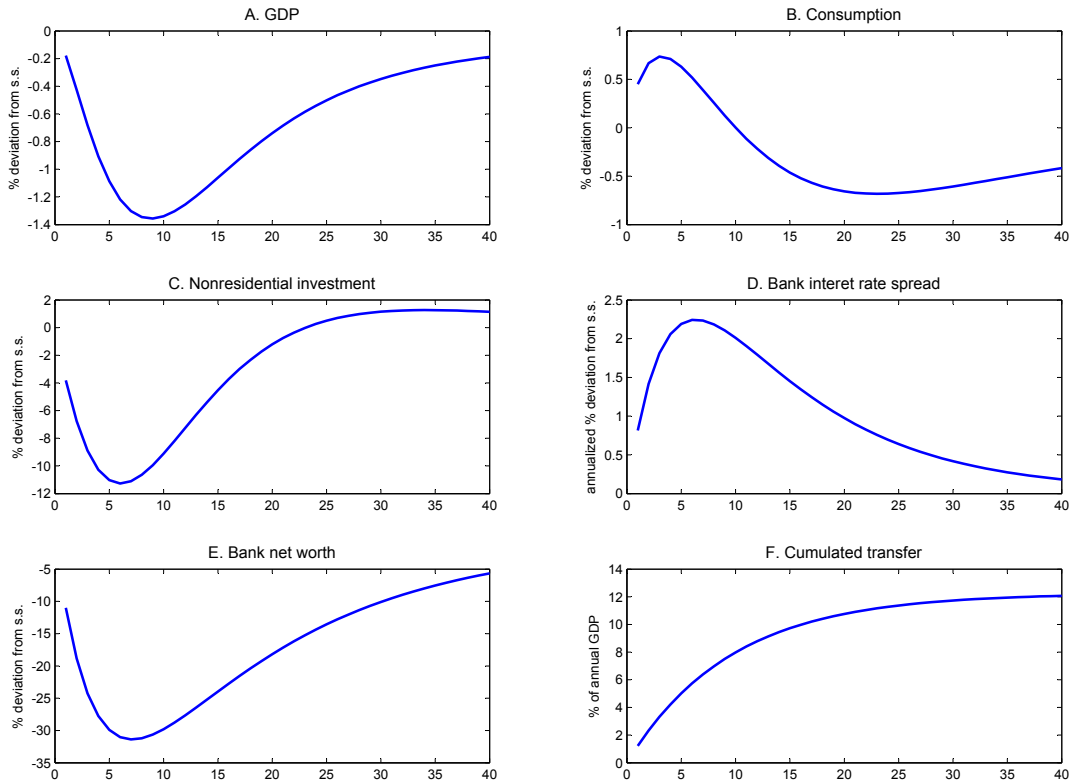 A. GDP
% deviation from s.s.
0
-0.2
-0.4
-0.6
-0.8
-1
-1.2
-1.4
0 5 10 15 20 25 30 35 40
B. Consumption
% deviation from s.s.
1
0.5
0
-0.5
-1
0 5 10 15 20 25 30 35 40
C. Nonresidential investment
% deviation from s.s.
2
0
-2
-4
-6
-8
-10
-12
0 5 10 15 20 25 30 35 40
D. Bank interet rate spread
annualized % deviation from s.s.
2.5
2
1.5
1
0.5
0
0 5 10 15 20 25 30 35 40
E. Bank net worth
% deviation from s.s.
-5
-10
-15
-20
-25
-30
-35
0 5 10 15 20 25 30 35 40
F. Cumulated transfer
% of annual GDP
14
12
10
8
6
4
2
0
0 5 10 15 20 25 30 35 40